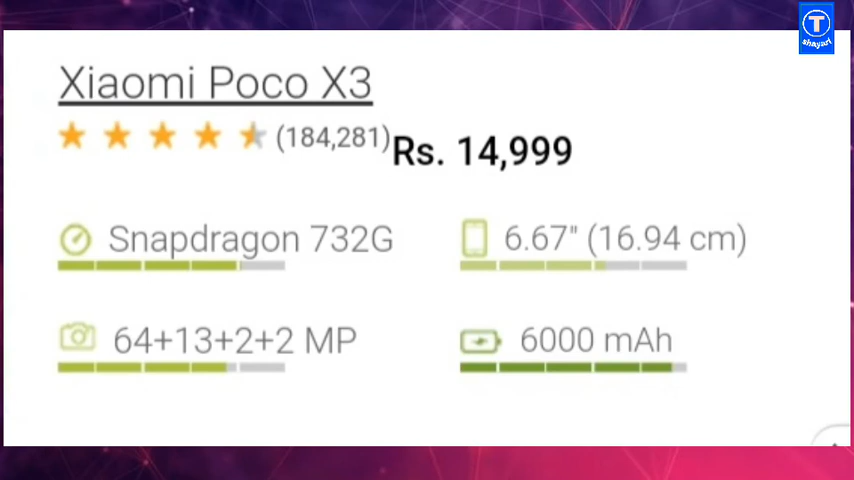 T
shayari
Xiaomi Poco X3
(184,281)
Rs. 14,999
Snapdragon 732G
6.67" (16.94 cm)
64+13+2+2 MP
6000 mAh